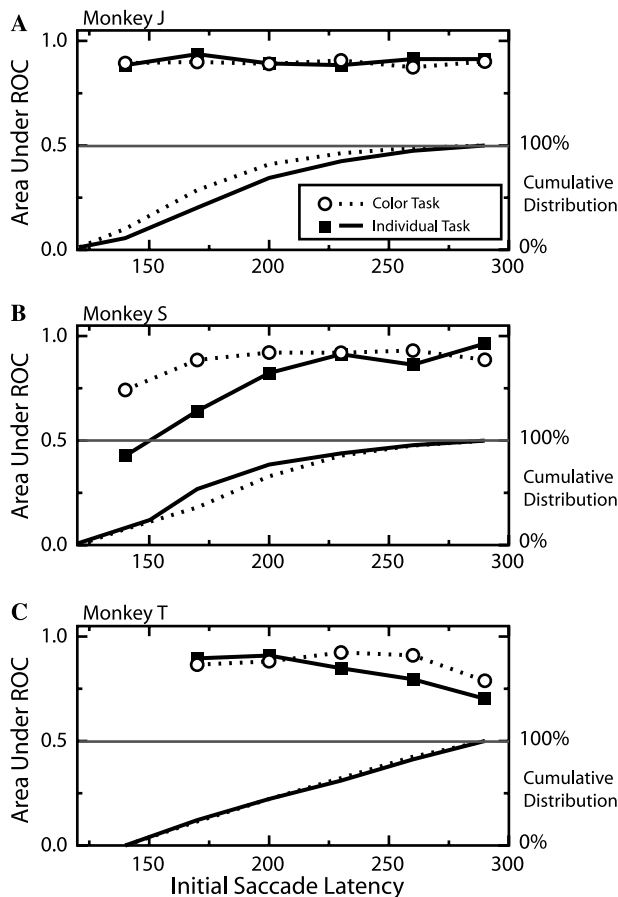 A
Monkey J
1.0
0.5
0.0
Area Under ROC
100%
Cumulative
Distribution
0%
Color Task
Individual Task
150
200
250
300
B
Monkey S
1.0
0.5
0.0
Area Under ROC
100%
Cumulative
Distribution
0%
150
200
250
300
C
Monkey T
1.0
0.5
0.0
Area Under ROC
100%
Cumulative
Distribution
0%
150
200
250
300
Initial Saccade Latency